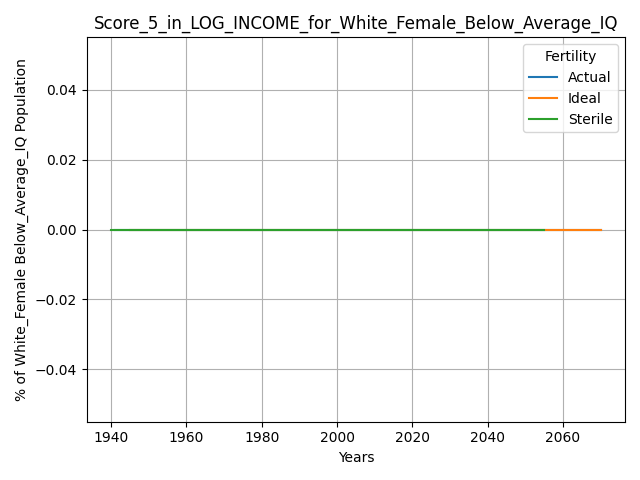 Score_5_in_LOG_INCOME_for_White_Female_Below_Average_IQ
% of White_Female Below_Average_IQ Population
0.04
0.02
0.00
−0.02
−0.04
Fertility
Actual
Ideal
Sterile
1940 1960 1980 2000 2020 2040 2060
Years